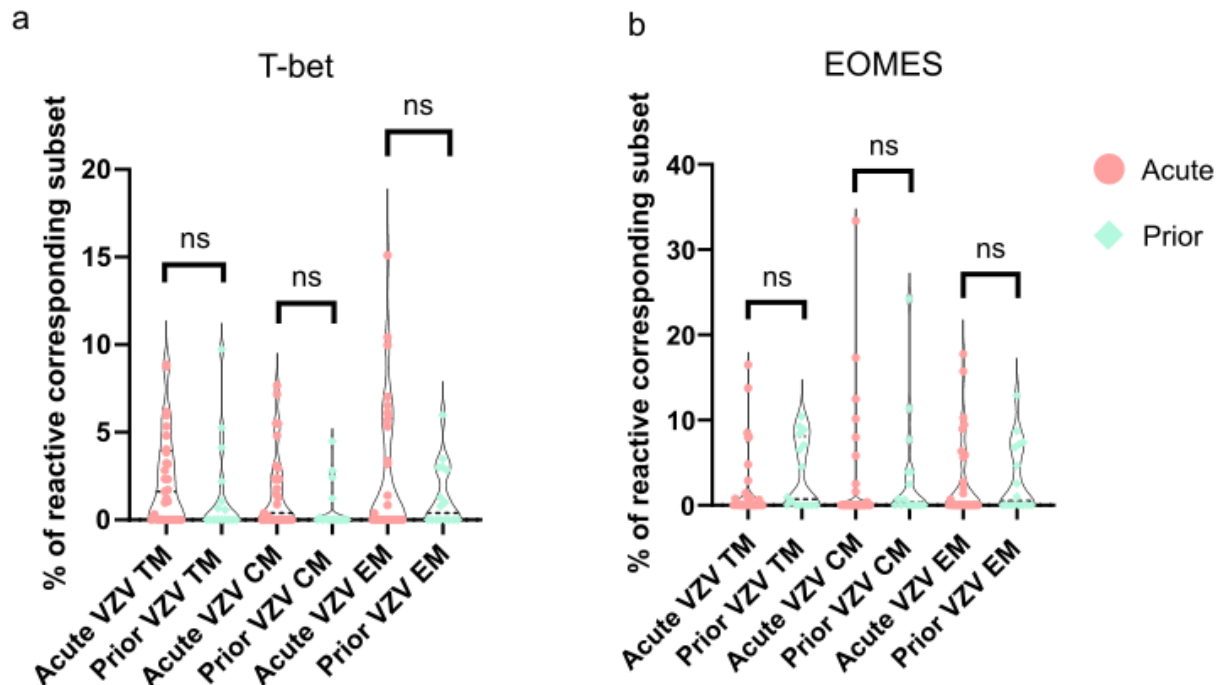 a
T-bet
% of reactive corresponding subset
20
15
10
5
0
ns
ns
ns
Acute VZV TM
Prior VZV TM
Acute VZV CM
Prior VZV CM
Acute VZV EM
Prior VZV EM
b
EOMES
% of reactive corresponding subset
40
30
20
10
0
ns
ns
ns
Acute VZV TM
Prior VZV TM
Acute VZV CM
Prior VZV CM
Acute VZV EM
Prior VZV EM
Acute
Prior